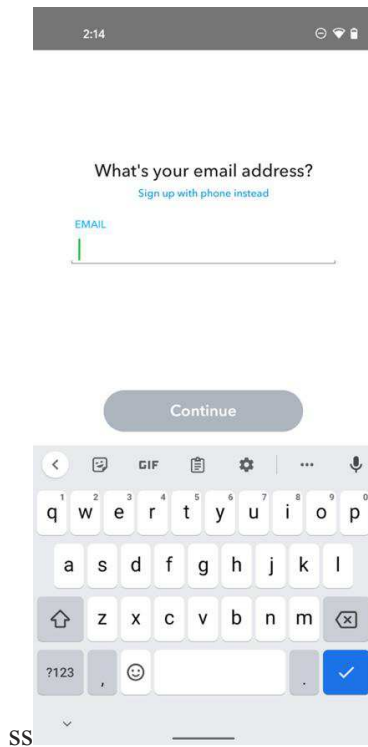 2:14
What's your email address?
Sign up with phone instead
EMAIL
Continue
GIF
q 1 w 2 e 3 r 4 t 5 y 6 u 7 i 8 o 9 p 0
a s d f g h j k l
z x c v b n m
?123 , .
ss